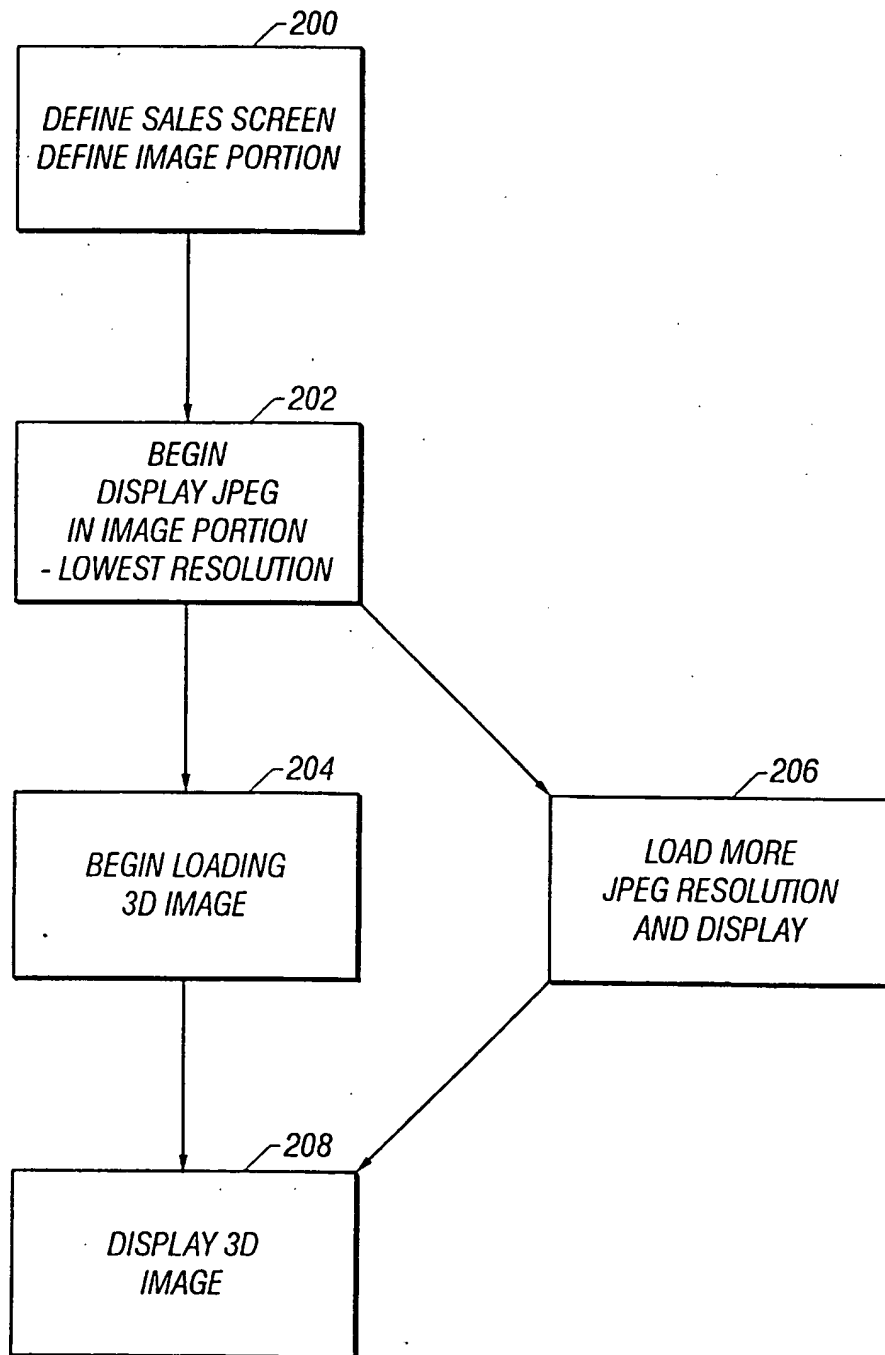 200
DEFINE SALES SCREEN
DEFINE IMAGE PORTION
202
BEGIN
DISPLAY JPEG
IN IMAGE PORTION
- LOWEST RESOLUTION
204
BEGIN LOADING
3D IMAGE
206
LOAD MORE
JPEG RESOLUTION
AND DISPLAY
208
DISPLAY 3D
IMAGE